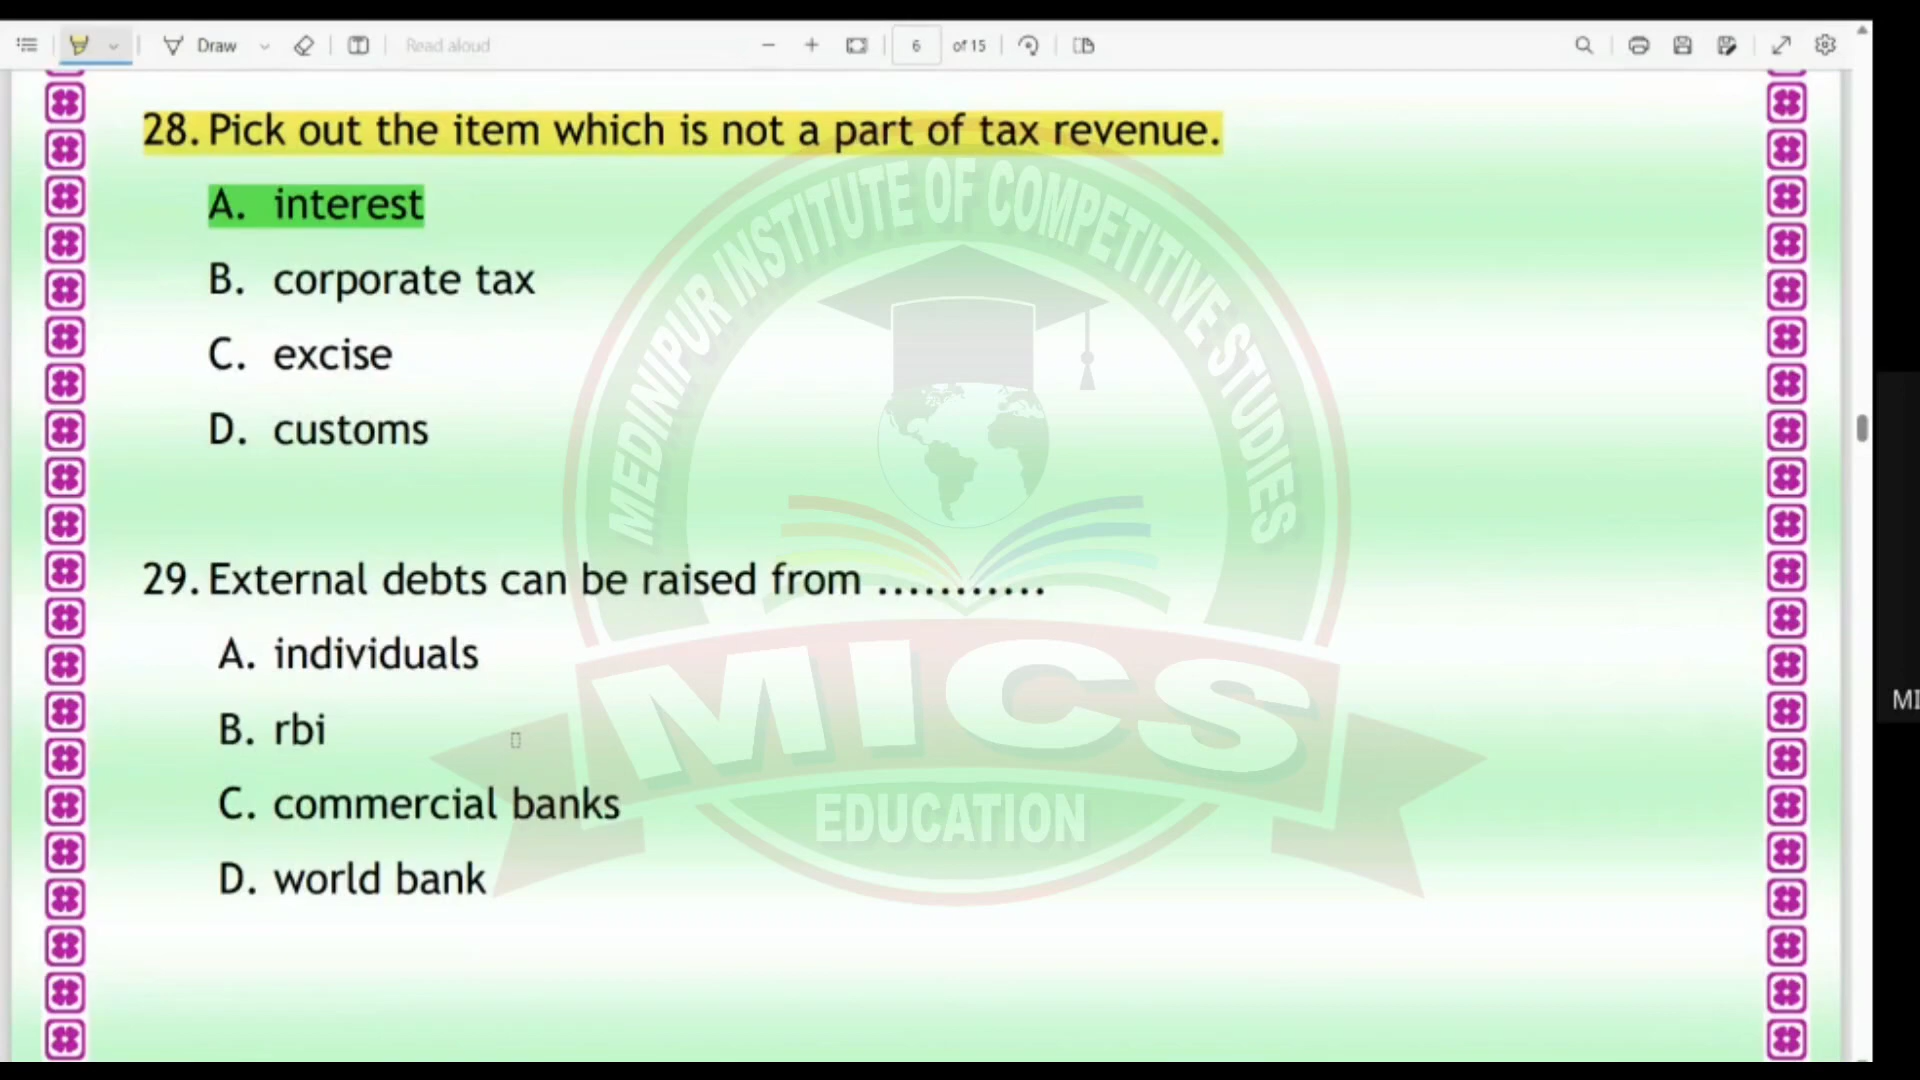 Draw
Read aloud
6 of 15
28. Pick out the item which is not a part of tax revenue.
A. interest
B. corporate tax
C. excise
D. customs
29. External debts can be raised from ...........
A. individuals
B. rbi
C. commercial banks
D. world bank
MEDINIPUR INSTITUTE OF COMPETITIVE STUDIES
MICS
EDUCATION
MI